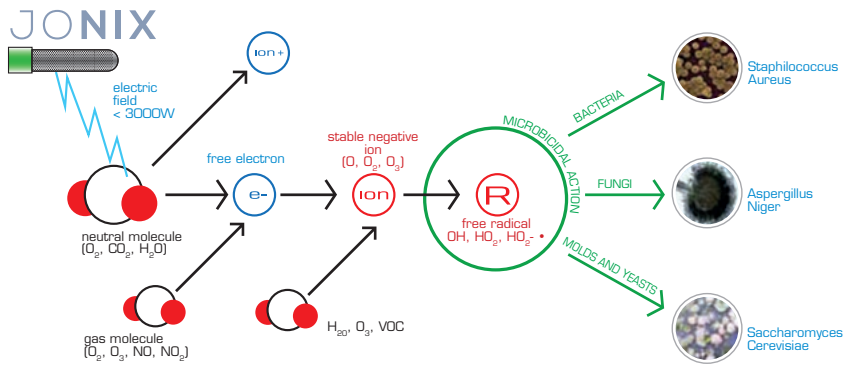 JONIX
electric
field
< 3000W
ion+
free electron
e-
stable negative
ion
(O, O₂, O₃)
ion
MICROBICIDAL ACTION
R
free radical
OH, HO₂, HO₂- •
BACTERIA
FUNGI
MOLDS AND YEASTS
Staphilococcus
Aureus
Aspergillus
Niger
Saccharomyces
Cerevisiae
neutral molecule
(O₂, CO₂, H₂O)
gas molecule
(O₂, O₃, NO, NO₂)
H₂₀, O₃, VOC